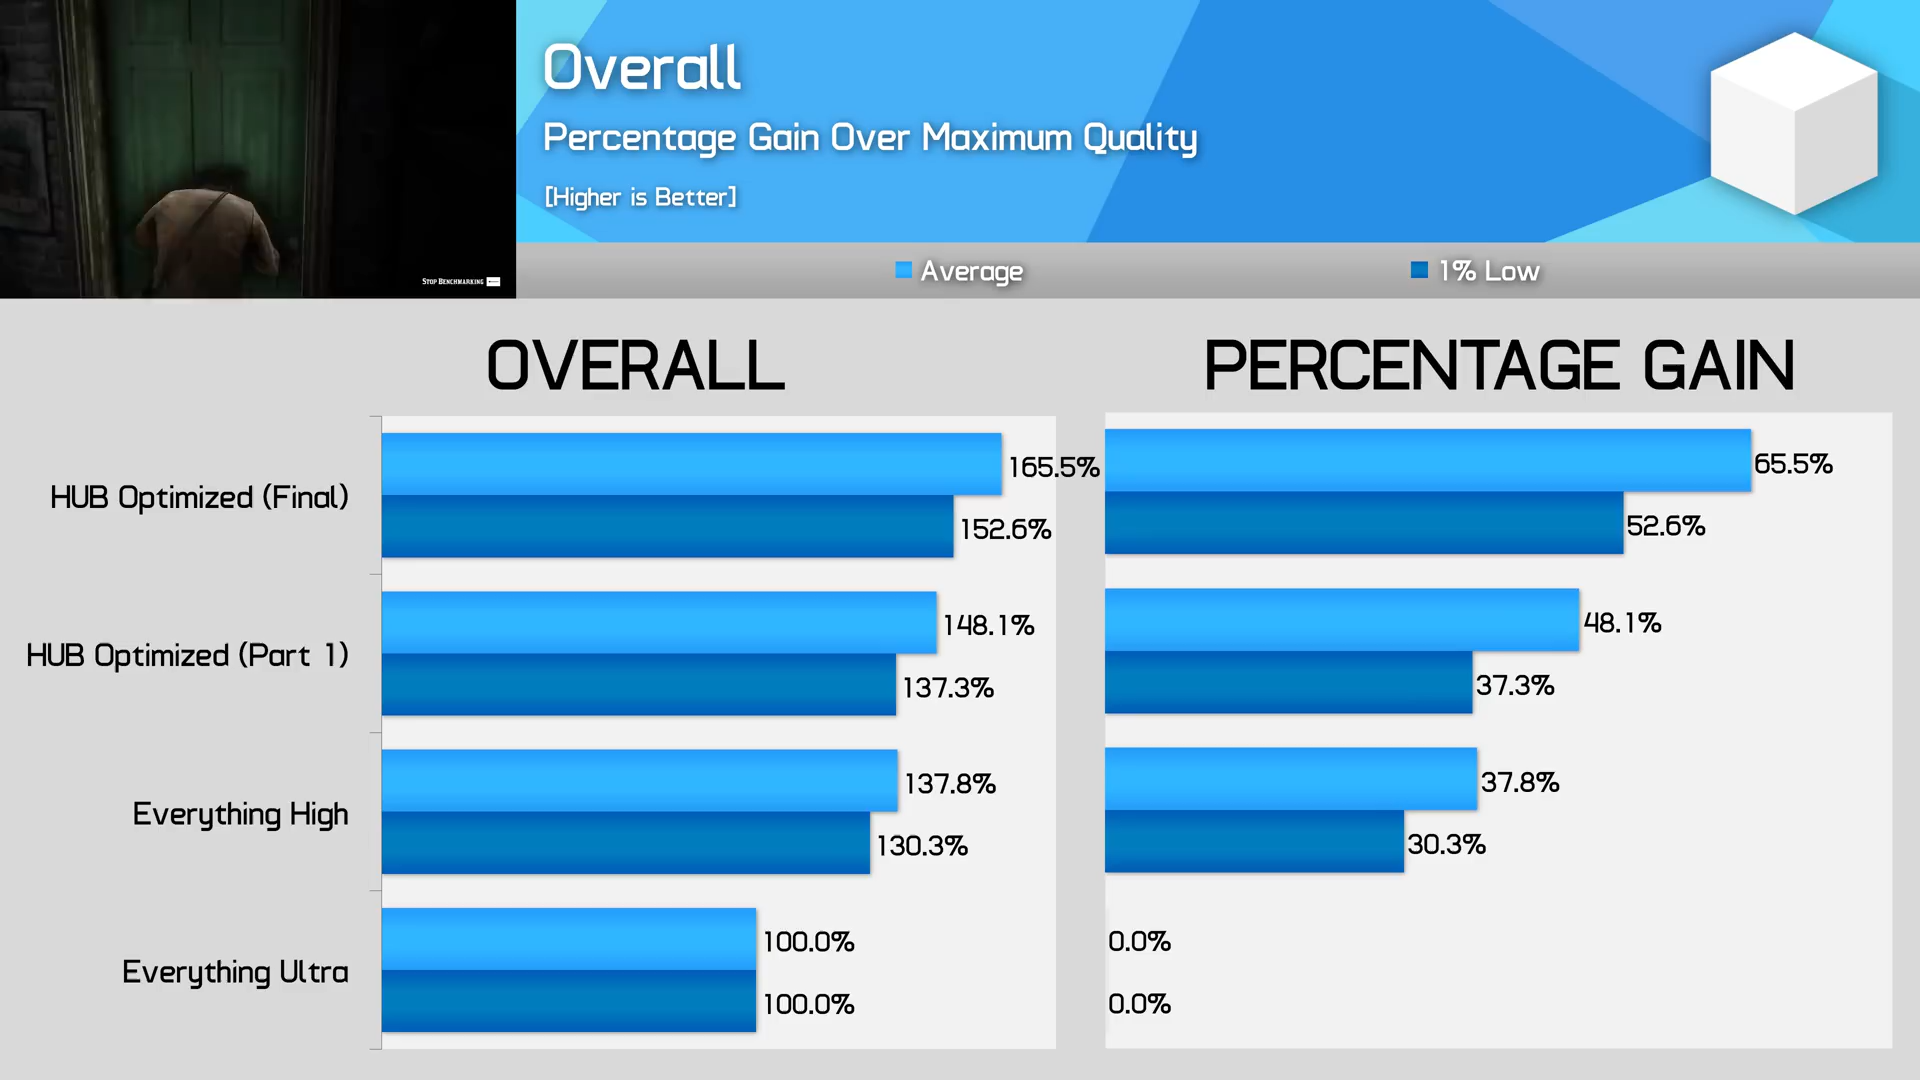 Overall
Percentage Gain Over Maximum Quality
[Higher is Better]
STOP BENCHMARKING
Average
1% Low
OVERALL
PERCENTAGE GAIN
HUB Optimized (Final)
165.5%
152.6%
65.5%
52.6%
HUB Optimized (Part 1)
148.1%
137.3%
48.1%
37.3%
Everything High
137.8%
130.3%
37.8%
30.3%
Everything Ultra
100.0%
100.0%
0.0%
0.0%